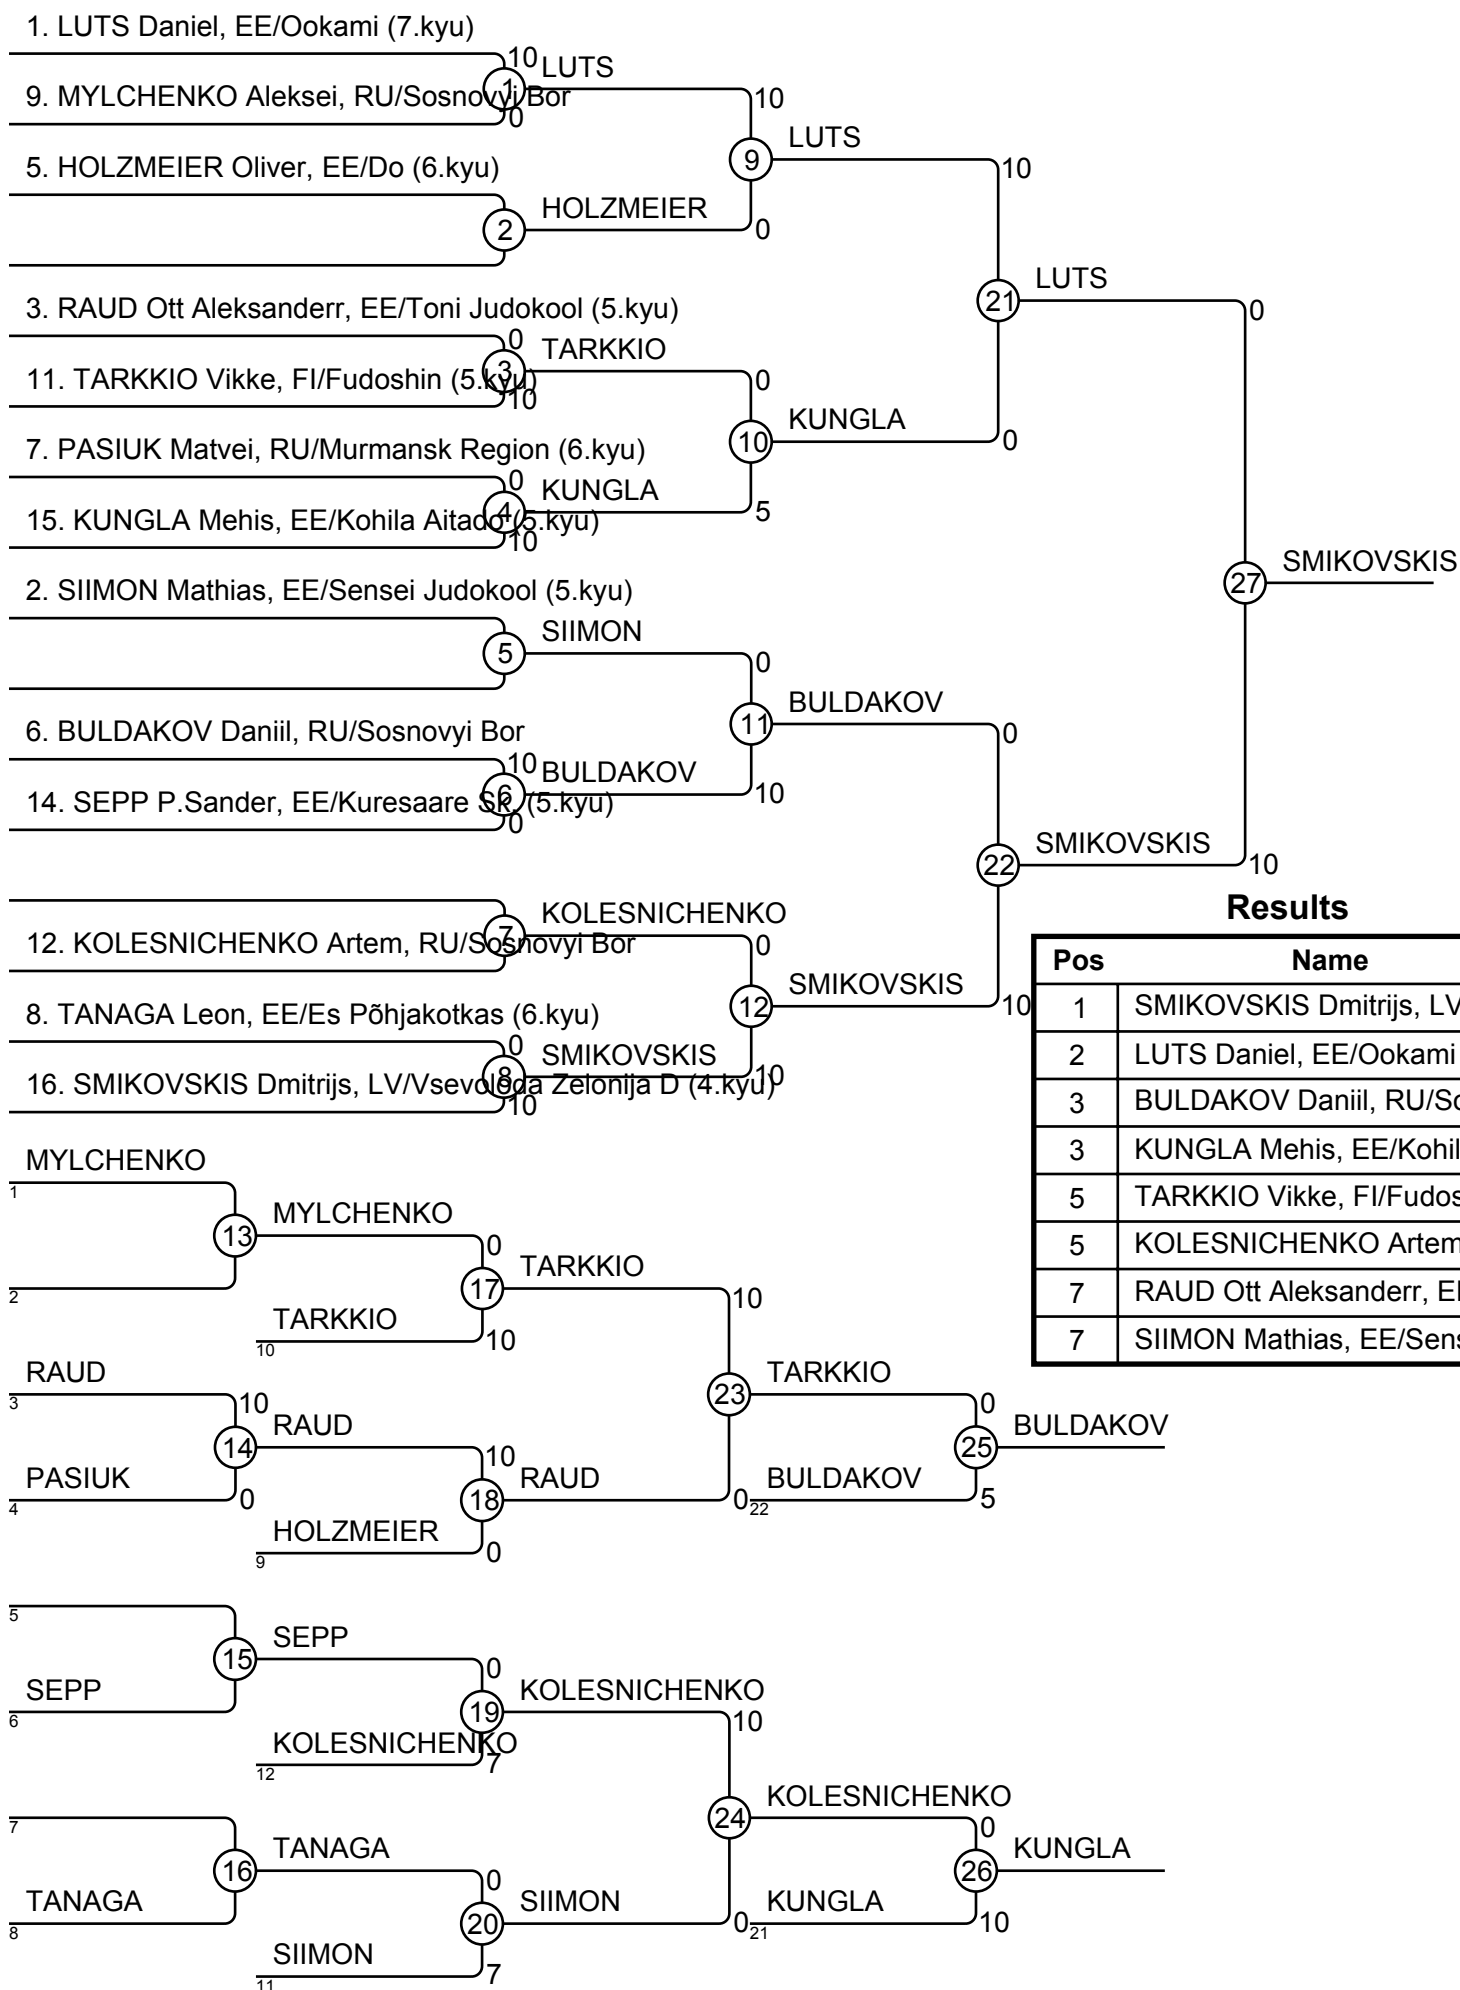 1. LUTS Daniel, EE/Ookami (7.kyu)
10
LUTS
1
9. MYLCHENKO Aleksei, RU/Sosnovyi Bor
0
10
LUTS
9
5. HOLZMEIER Oliver, EE/Do (6.kyu)
10
HOLZMEIER
2
0
LUTS
21
0
3. RAUD Ott Aleksanderr, EE/Toni Judokool (5.kyu)
0
TARKKIO
3
11. TARKKIO Vikke, FI/Fudoshin (5.kyu)
10
0
KUNGLA
10
0
7. PASIUK Matvei, RU/Murmansk Region (6.kyu)
0
KUNGLA
4
5
15. KUNGLA Mehis, EE/Kohila Aitado (5.kyu)
10
SMIKOVSKIS
27
2. SIIMON Mathias, EE/Sensei Judokool (5.kyu)
SIIMON
5
0
BULDAKOV
11
0
6. BULDAKOV Daniil, RU/Sosnovyi Bor
10
BULDAKOV
6
10
14. SEPP P.Sander, EE/Kuresaare Sk. (5.kyu)
0
SMIKOVSKIS
22
10
KOLESNICHENKO
7
12. KOLESNICHENKO Artem, RU/Sosnovyi Bor
0
SMIKOVSKIS
12
10
8. TANAGA Leon, EE/Es Põhjakotkas (6.kyu)
0
SMIKOVSKIS
8
10
16. SMIKOVSKIS Dmitrijs, LV/Vsevoloda Zelonija D (4.kyu)
10
Results
Pos Name
1 SMIKOVSKIS Dmitrijs, LV
2 LUTS Daniel, EE/Ookami
3 BULDAKOV Daniil, RU/So
3 KUNGLA Mehis, EE/Kohil
5 TARKKIO Vikke, FI/Fudos
5 KOLESNICHENKO Artem
7 RAUD Ott Aleksanderr, E
7 SIIMON Mathias, EE/Sens
MYLCHENKO
1
MYLCHENKO
13
0
TARKKIO
17
2
TARKKIO
10
10
10
RAUD
3
10
RAUD
14
TARKKIO
23
0
BULDAKOV
25
PASIUK
4
0
10
RAUD
18
0
BULDAKOV
22
5
HOLZMEIER
9
0
5
SEPP
15
0
SEPP
6
KOLESNICHENKO
19
10
KOLESNICHENKO
12
7
7
KOLESNICHENKO
24
0
TANAGA
16
0
KUNGLA
26
TANAGA
8
SIIMON
20
0
KUNGLA
21
10
SIIMON
11
7